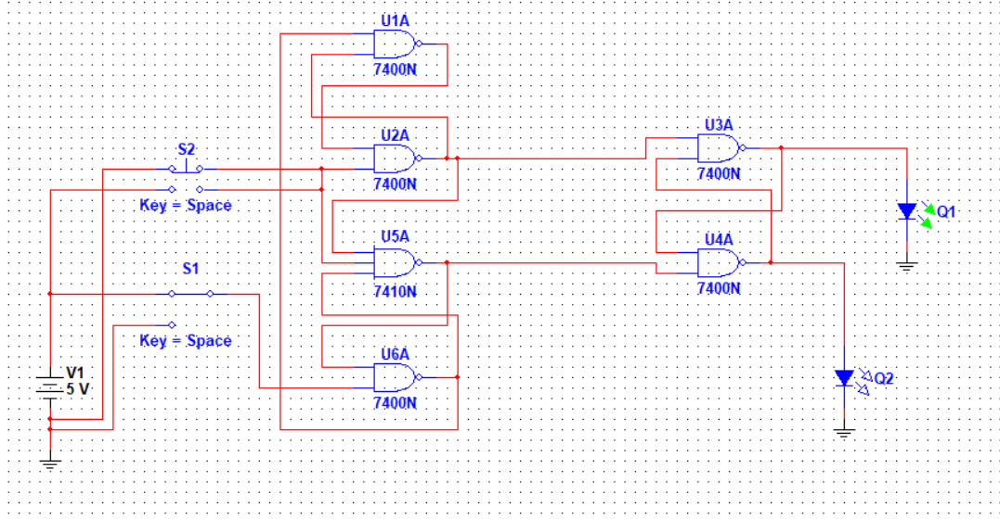 U1A
7400N
U2A
7400N
S2
Key = Space
U3A
7400N
Q1
U5A
7410N
U4A
7400N
S1
Key = Space
U6A
7400N
V1
5 V
Q2